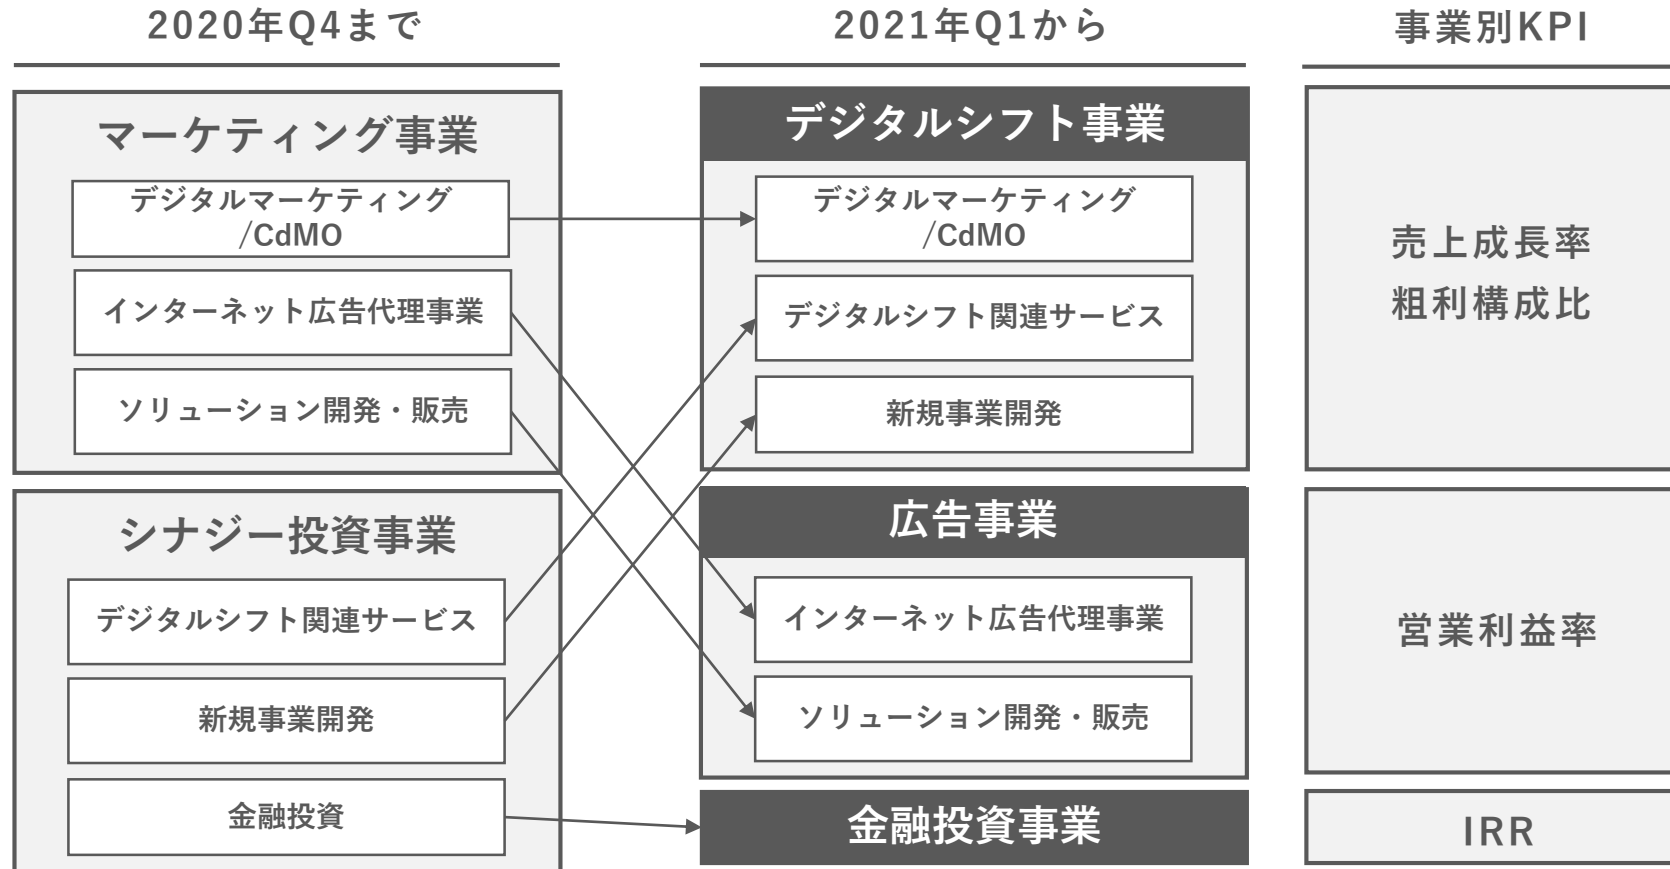 2020年Q4まで
マーケティング事業
デジタルマーケティング
/CdMO
インターネット広告代理事業
ソリューション開発・販売
シナジー投資事業
デジタルシフト関連サービス
新規事業開発
金融投資
2021年Q1から
デジタルシフト事業
デジタルマーケティング
/CdMO
デジタルシフト関連サービス
新規事業開発
広告事業
インターネット広告代理事業
ソリューション開発・販売
金融投資事業
事業別KPI
売上成長率
粗利構成比
営業利益率
IRR